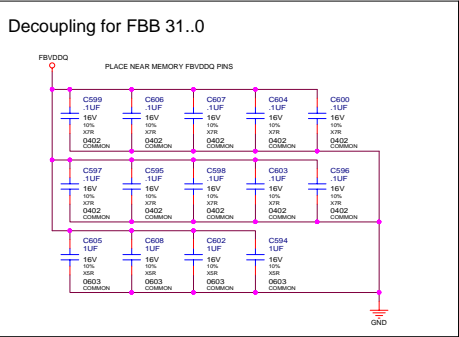 Decoupling for FBB 31..0
FBVDDQ
PLACE NEAR MEMORY FBVDDQ PINS
C599 C606 C607 C604 C600
.1UF .1UF .1UF .1UF .1UF
16V 16V 16V 16V 16V
10% 10% 10% 10% 10%
X7R X7R X7R X7R X7R
0402 0402 0402 0402 0402
COMMON COMMON COMMON COMMON COMMON
C597 C595 C598 C603 C596
.1UF .1UF .1UF .1UF .1UF
16V 16V 16V 16V 16V
10% 10% 10% 10% 10%
X7R X7R X7R X7R X7R
0402 0402 0402 0402 0402
COMMON COMMON COMMON COMMON COMMON
C605 C608 C602 C594
1UF 1UF 1UF 1UF
16V 16V 16V 16V
10% 10% 10% 10%
X5R X5R X5R X5R
0603 0603 0603 0603
COMMON COMMON COMMON COMMON
GND